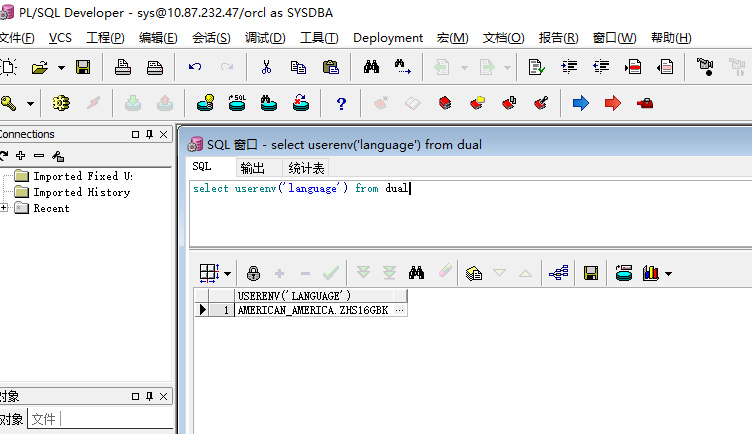 PL/SQL Developer - sys@10.87.232.47/orcl as SYSDBA
文件(F) VCS 工程(P) 编辑(E) 会话(S) 调试(D) 工具(T) Deployment 宏(M) 文档(O) 报告(R) 窗口(W) 帮助(H)
SQL
Connections
Imported Fixed U
Imported History
Recent
SQL 窗口 - select userenv('language') from dual
SQL 输出 统计表
select userenv('language') from dual
USERENV('LANGUAGE')
1 AMERICAN_AMERICA.ZHS16GBK ...
对象
对象 文件